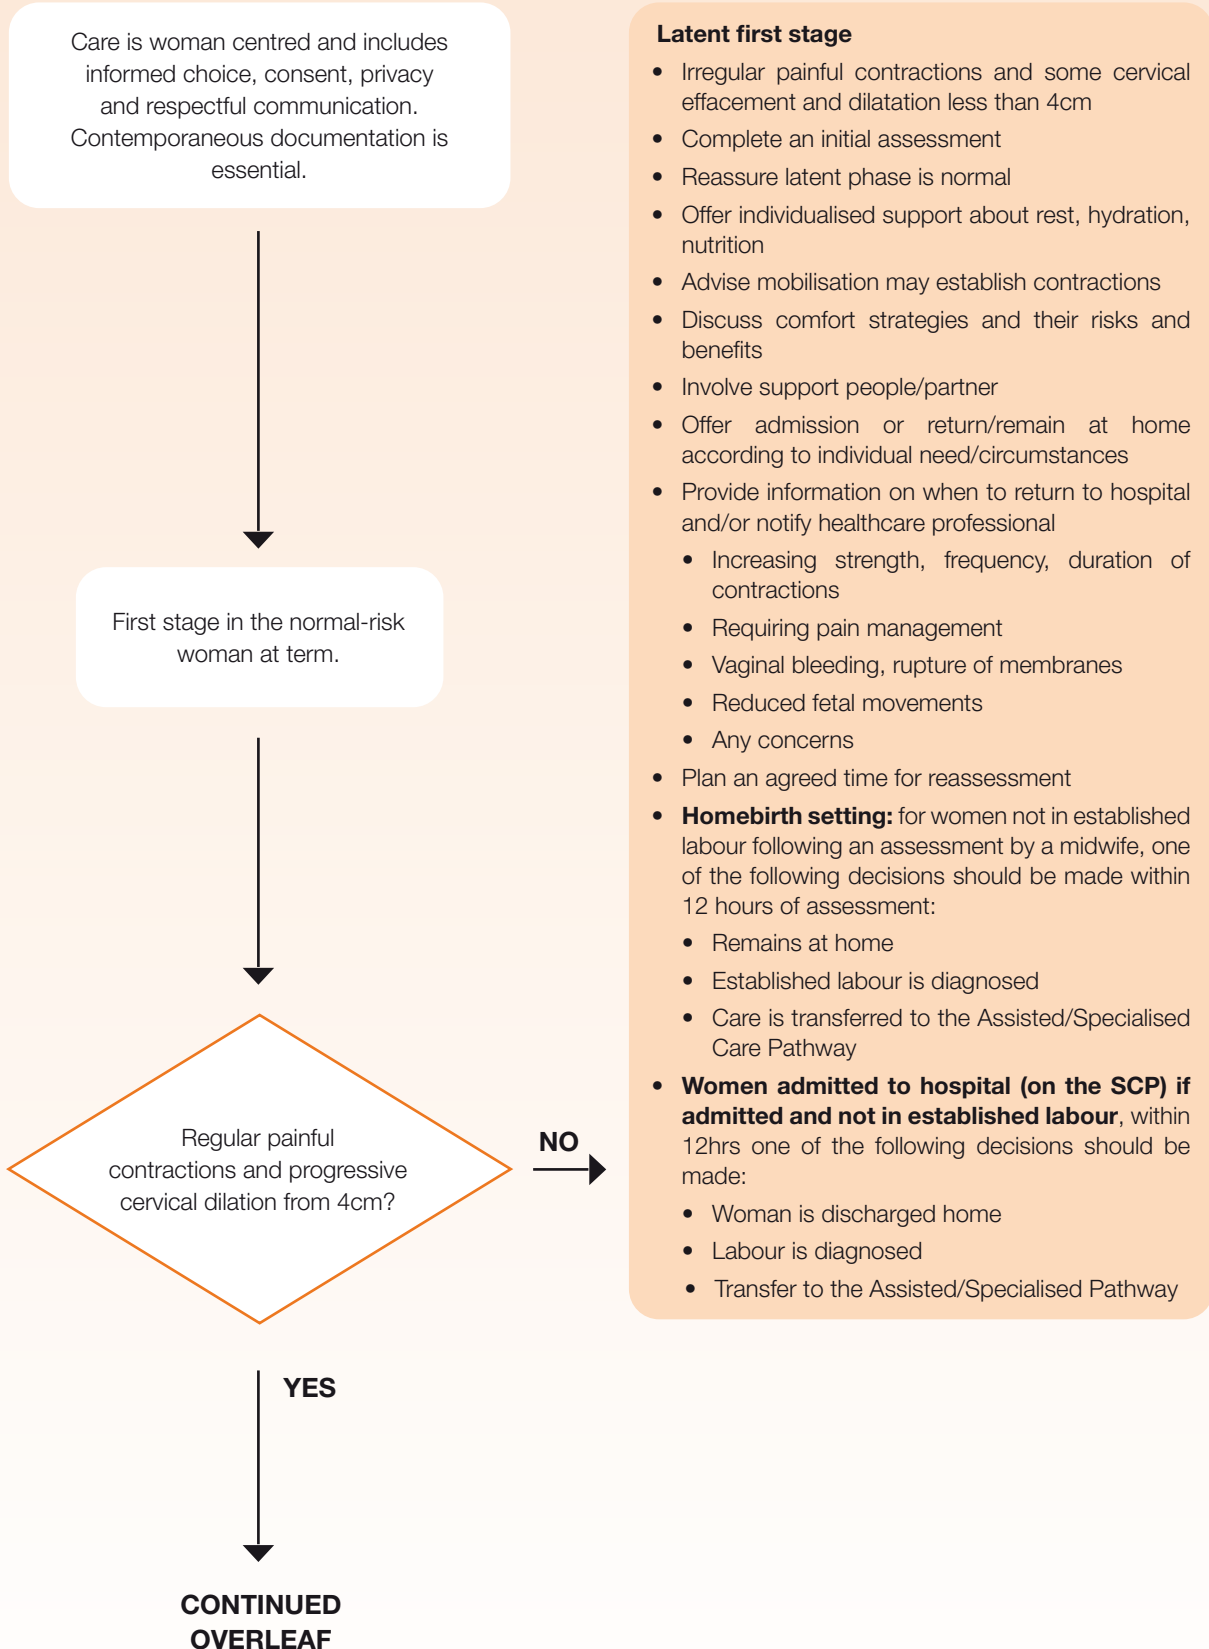 Care is woman centred and includes
informed choice, consent, privacy
and respectful communication.
Contemporaneous documentation is
essential.
First stage in the normal-risk
woman at term.
Regular painful
contractions and progressive
cervical dilation from 4cm?
NO
YES
CONTINUED
OVERLEAF
Latent first stage
• Irregular painful contractions and some cervical
effacement and dilatation less than 4cm
• Complete an initial assessment
• Reassure latent phase is normal
• Offer individualised support about rest, hydration,
nutrition
• Advise mobilisation may establish contractions
• Discuss comfort strategies and their risks and
benefits
• Involve support people/partner
• Offer admission or return/remain at home
according to individual need/circumstances
• Provide information on when to return to hospital
and/or notify healthcare professional
• Increasing strength, frequency, duration of
contractions
• Requiring pain management
• Vaginal bleeding, rupture of membranes
• Reduced fetal movements
• Any concerns
• Plan an agreed time for reassessment
• Homebirth setting: for women not in established
labour following an assessment by a midwife, one
of the following decisions should be made within
12 hours of assessment:
• Remains at home
• Established labour is diagnosed
• Care is transferred to the Assisted/Specialised
Care Pathway
• Women admitted to hospital (on the SCP) if
admitted and not in established labour, within
12hrs one of the following decisions should be
made:
• Woman is discharged home
• Labour is diagnosed
• Transfer to the Assisted/Specialised Pathway